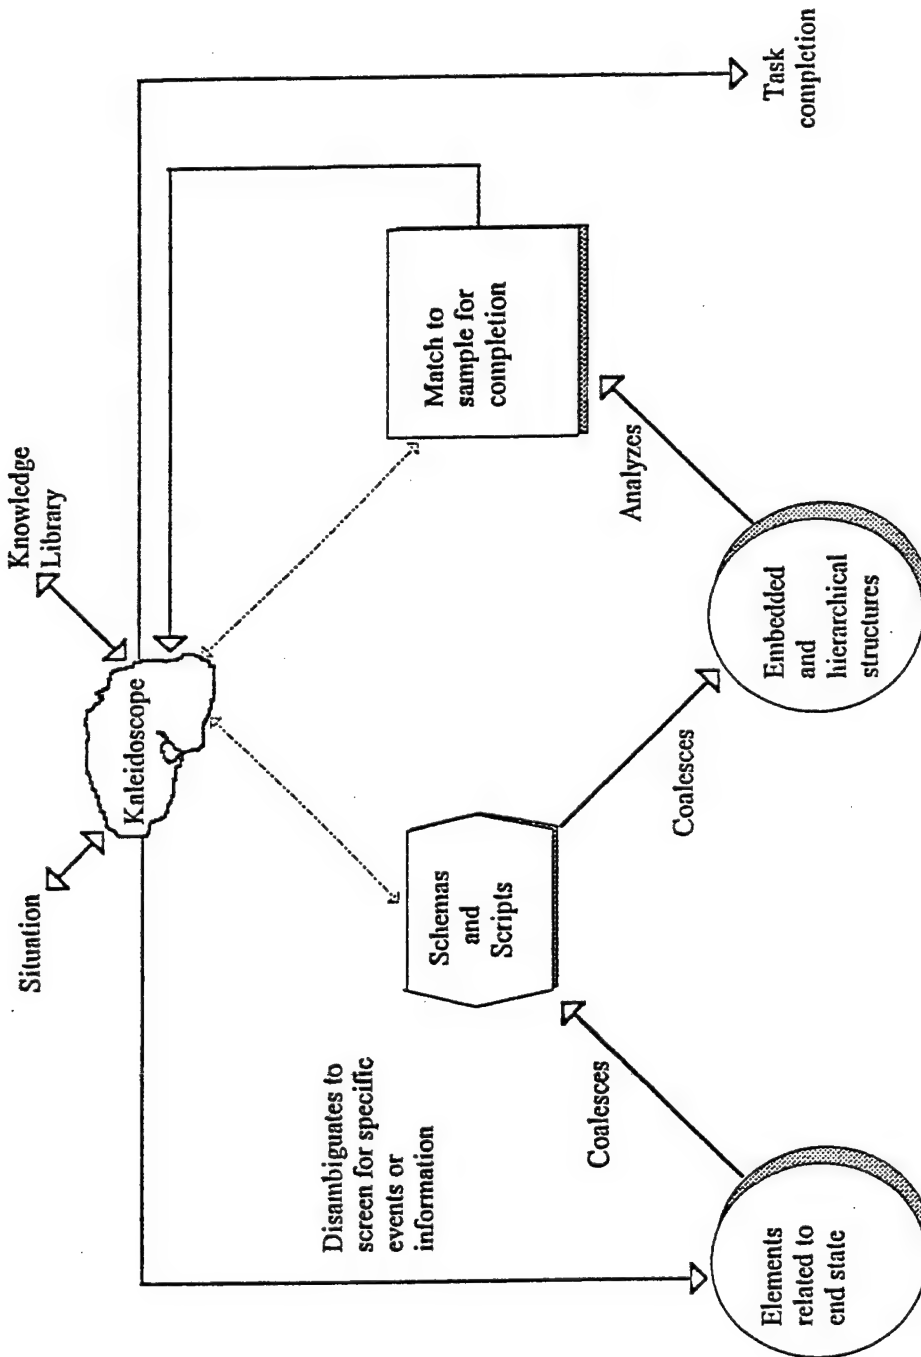 Situation
Knowledge
Library
Kaleidoscope
Disambiguates to
screen for specific
events or
information
Schemas
and
Scripts
Match to
sample for
completion
Coalesces
Coalesces
Analyzes
Elements
related to
end state
Embedded
and
hierarchical
structures
Task
completion